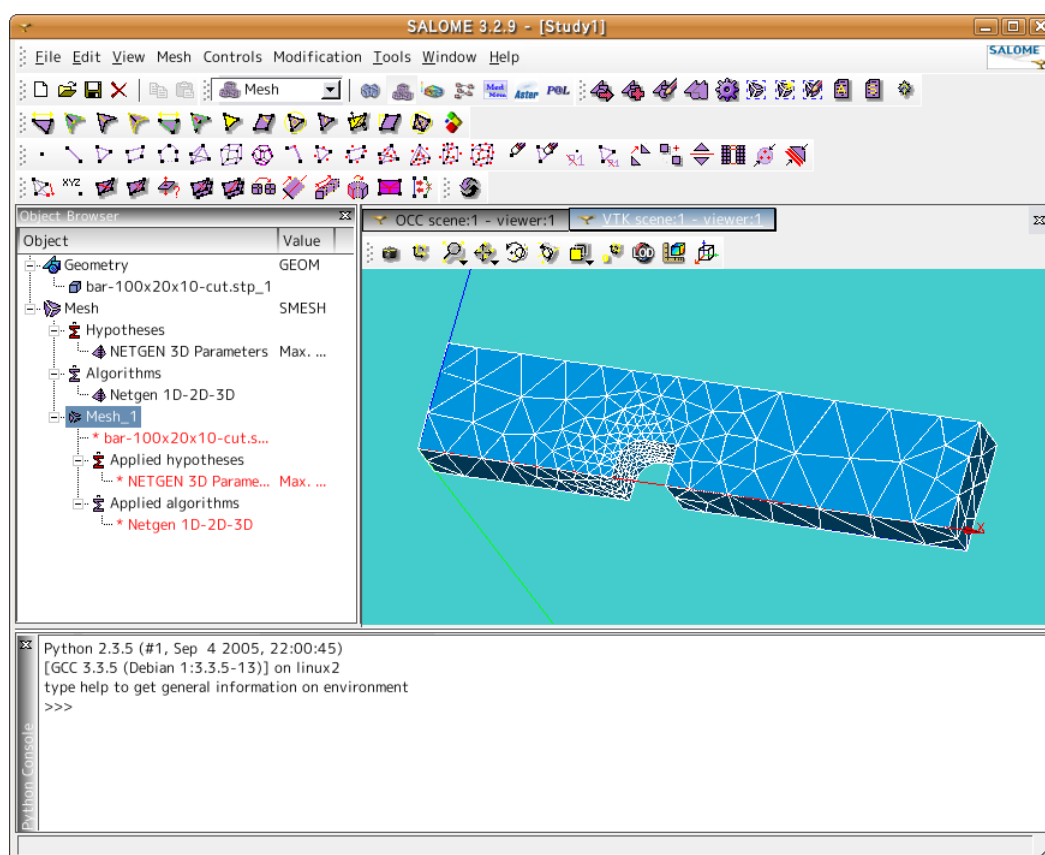 SALOME 3.2.9 - [Study1]
File Edit View Mesh Controls Modification Tools Window Help
SALOME
Mesh
Aster
POL
XYZ
Object Browser
OCC scene:1 - viewer:1
VTK scene:1 - viewer:1
Object Value
Geometry GEOM
bar-100x20x10-cut.stp_1
Mesh SMESH
Hypotheses
NETGEN 3D Parameters Max. ...
Algorithms
Netgen 1D-2D-3D
Mesh_1
* bar-100x20x10-cut.s...
Applied hypotheses
* NETGEN 3D Parame... Max. ...
Applied algorithms
* Netgen 1D-2D-3D
X
Python Console
Python 2.3.5 (#1, Sep 4 2005, 22:00:45)
[GCC 3.3.5 (Debian 1:3.3.5-13)] on linux2
type help to get general information on environment
>>>